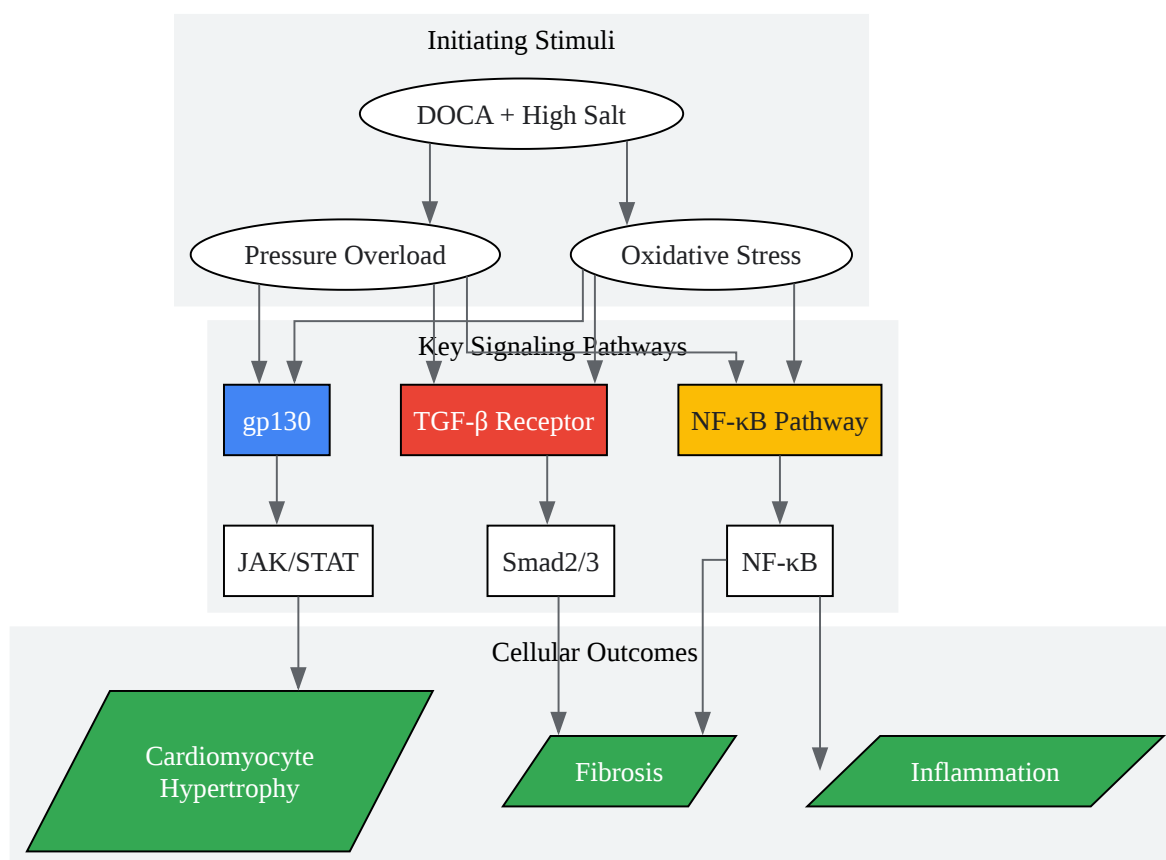 Initiating Stimuli
DOCA + High Salt
Pressure Overload
Oxidative Stress
Key Signaling Pathways
gp130
TGF-β Receptor
NF-κB Pathway
JAK/STAT
Smad2/3
NF-κB
Cellular Outcomes
Cardiomyocyte
Hypertrophy
Fibrosis
Inflammation